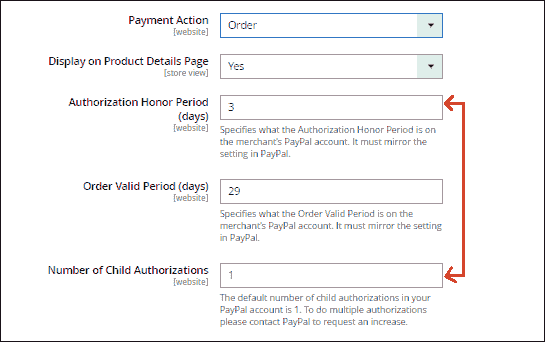 Payment Action
[website]
Order
Display on Product Details Page
[store view]
Yes
Authorization Honor Period
(days)
[website]
3
Specifies what the Authorization Honor Period is on
the merchant's PayPal account. It must mirror the
setting in PayPal.
Order Valid Period (days)
[website]
29
Specifies what the Order Valid Period is on the
merchant's PayPal account. It must mirror the setting
in PayPal.
Number of Child Authorizations
[website]
1
The default number of child authorizations in your
PayPal account is 1. To do multiple authorizations
please contact PayPal to request an increase.